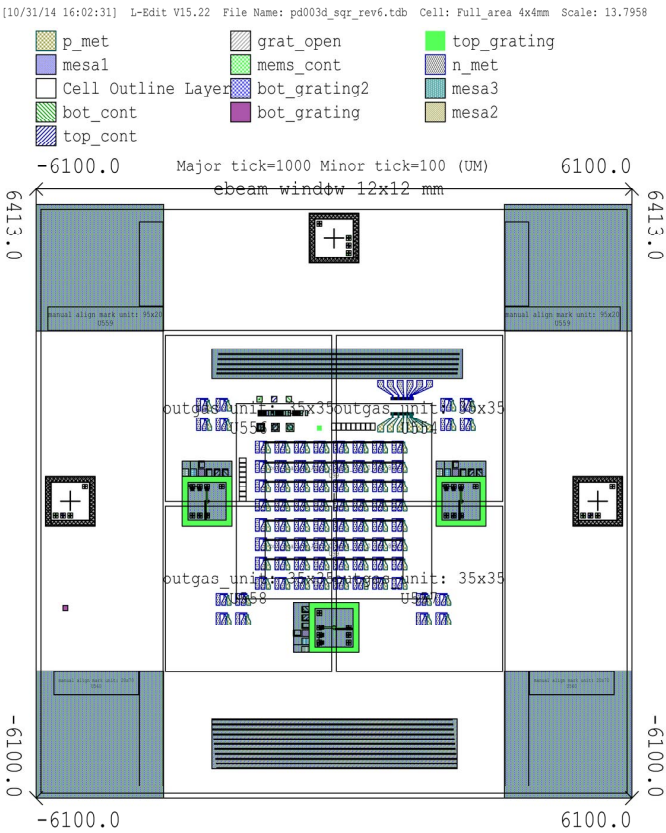 [10/31/14 16:02:31]  L-Edit V15.22  File Name: pd003d_sqr_rev6.tdb  Cell: Full_area 4x4mm  Scale: 13.7958
p_met grat_open top_grating
mesa1 mems_cont n_met
Cell Outline Layer bot_grating2 mesa3
bot_cont bot_grating mesa2
top_cont
-6100.0 Major tick=1000 Minor tick=100 (UM) 6100.0
ebeam window 12x12 mm
6413.0 6413.0
manual align mark unit: 95x20 manual align mark unit: 95x20
U559 U559
outgas_unit: 35x35 outgas_unit: 35x35
outgas_unit: 35x35 outgas_unit: 35x35
-6100.0 -6100.0
-6100.0 6100.0